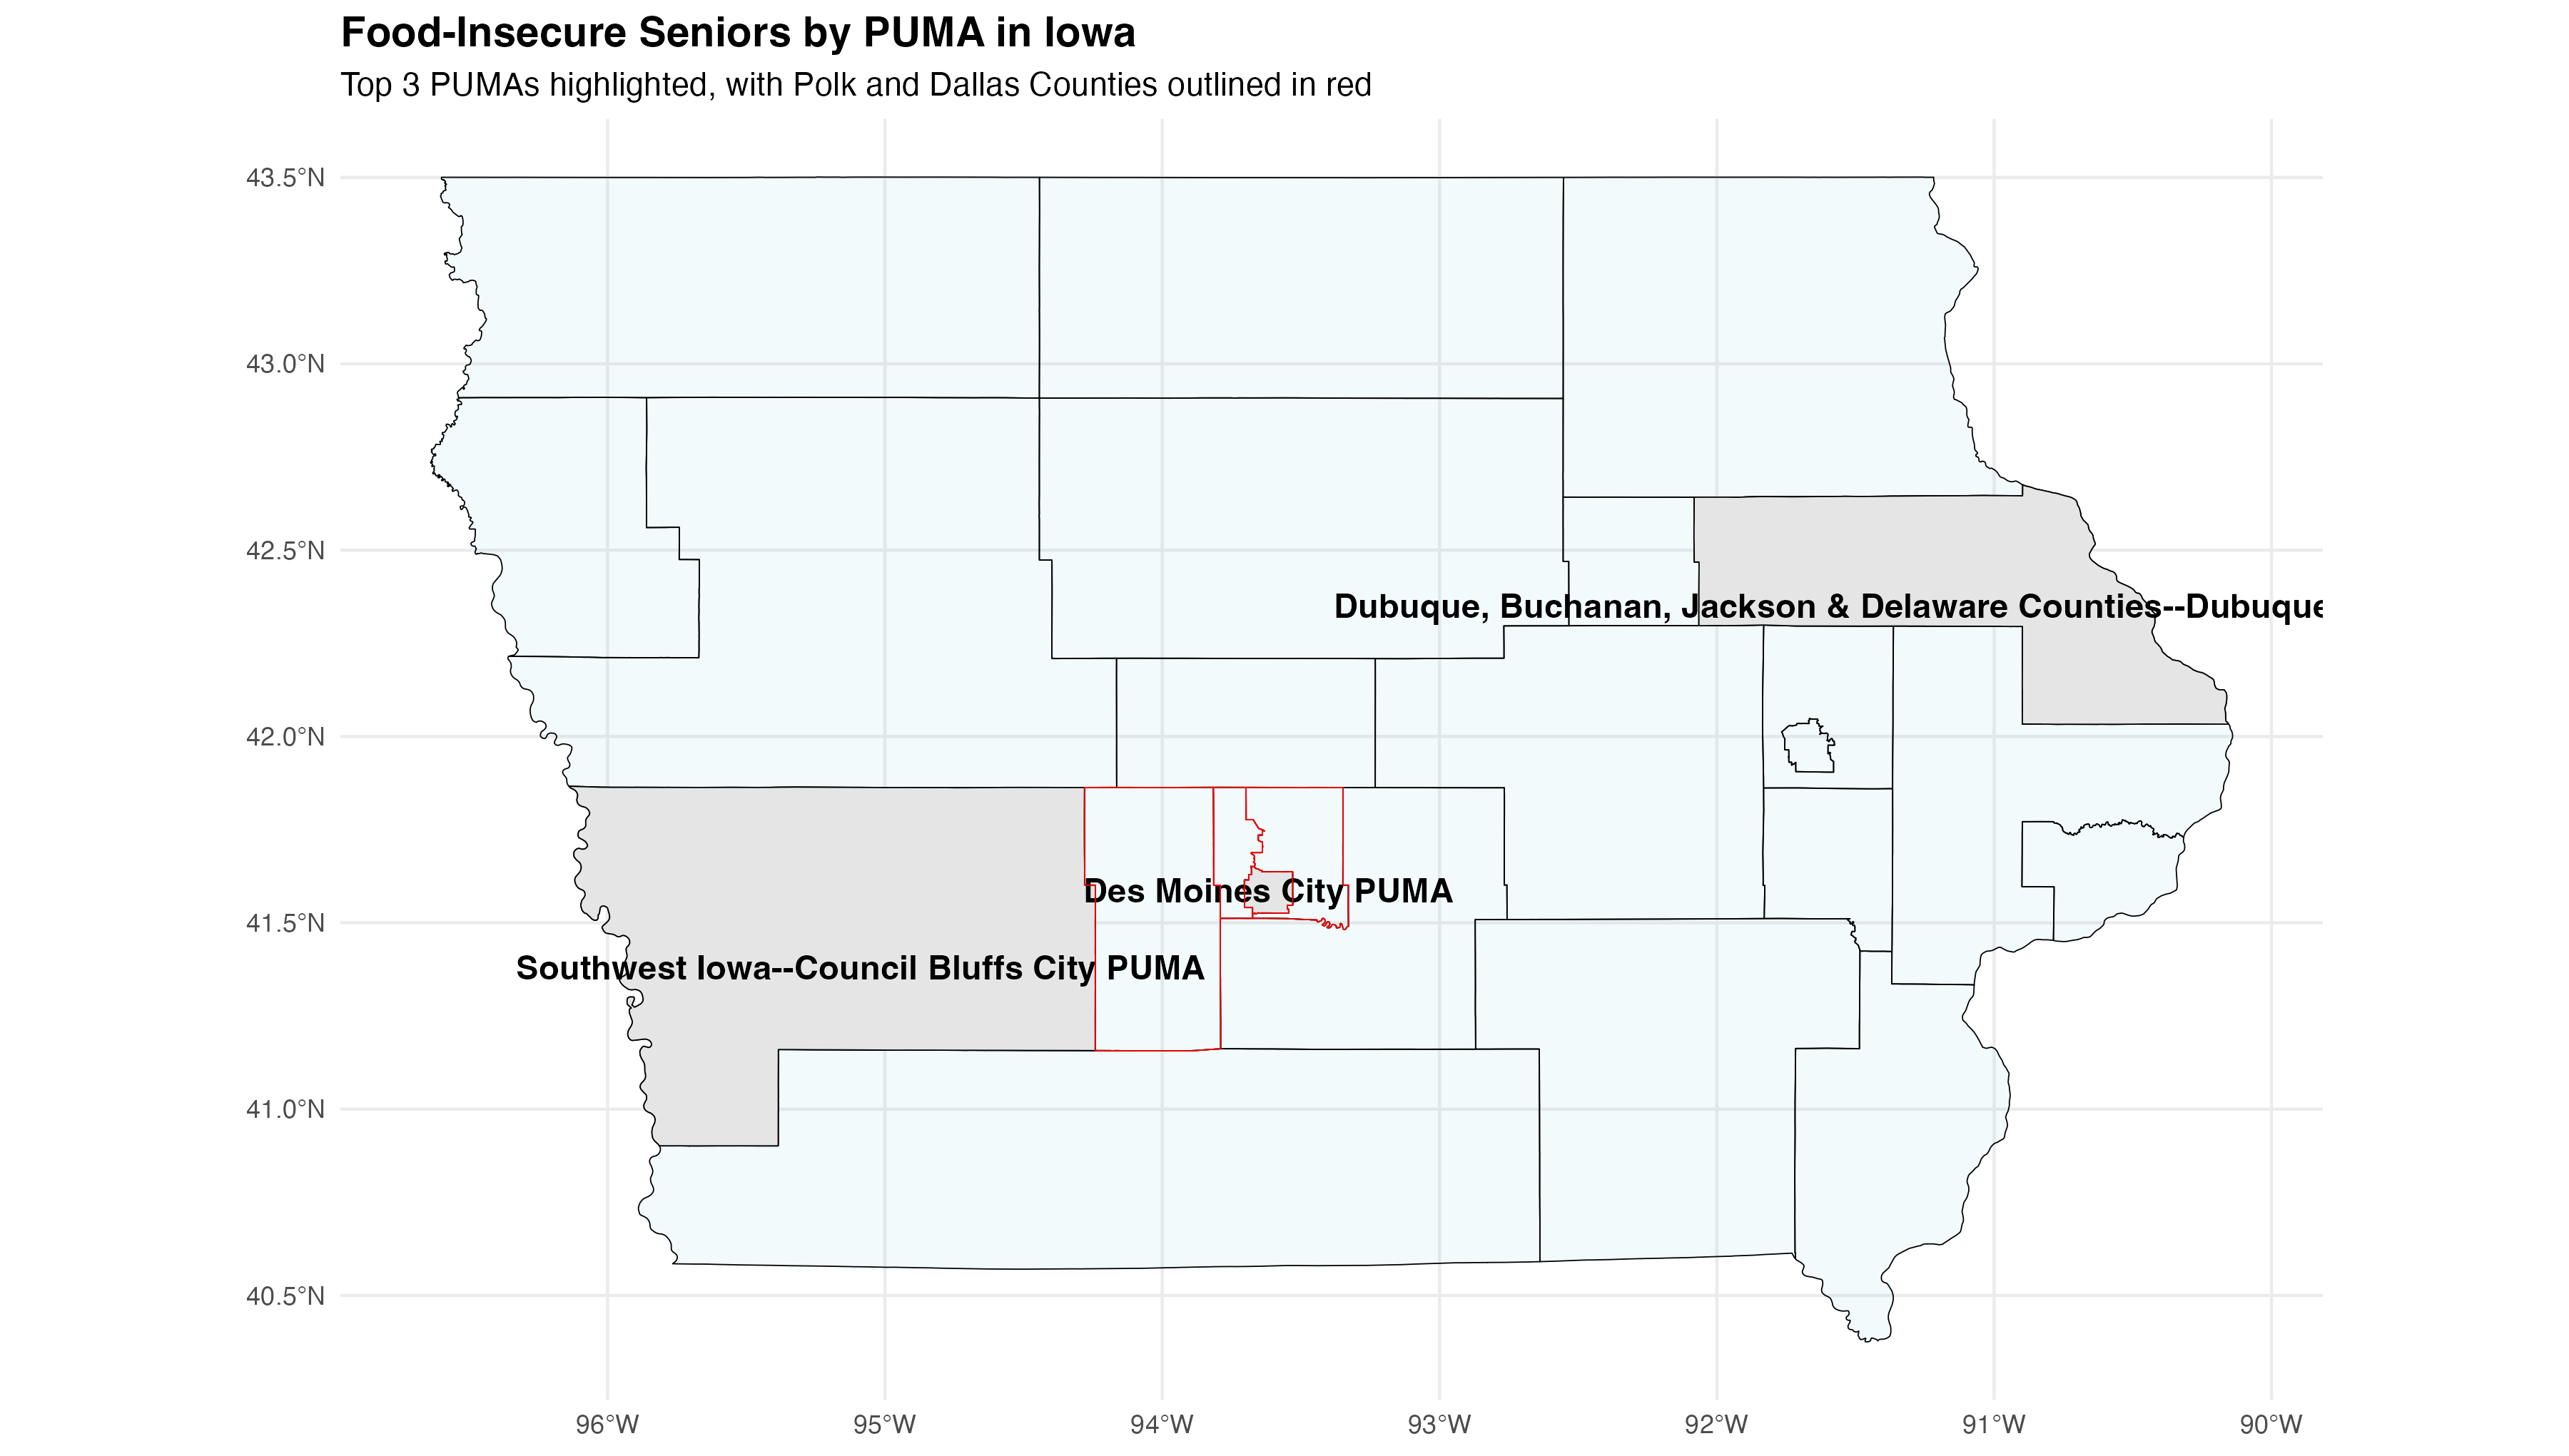 Food-Insecure Seniors by PUMA in Iowa
Top 3 PUMAs highlighted, with Polk and Dallas Counties outlined in red
43.5°N
43.0°N
42.5°N
Dubuque, Buchanan, Jackson & Delaware Counties--Dubuque
42.0°N
Des Moines City PUMA
41.5°N
Southwest Iowa--Council Bluffs City PUMA
41.0°N
40.5°N
96°W 95°W 94°W 93°W 92°W 91°W 90°W